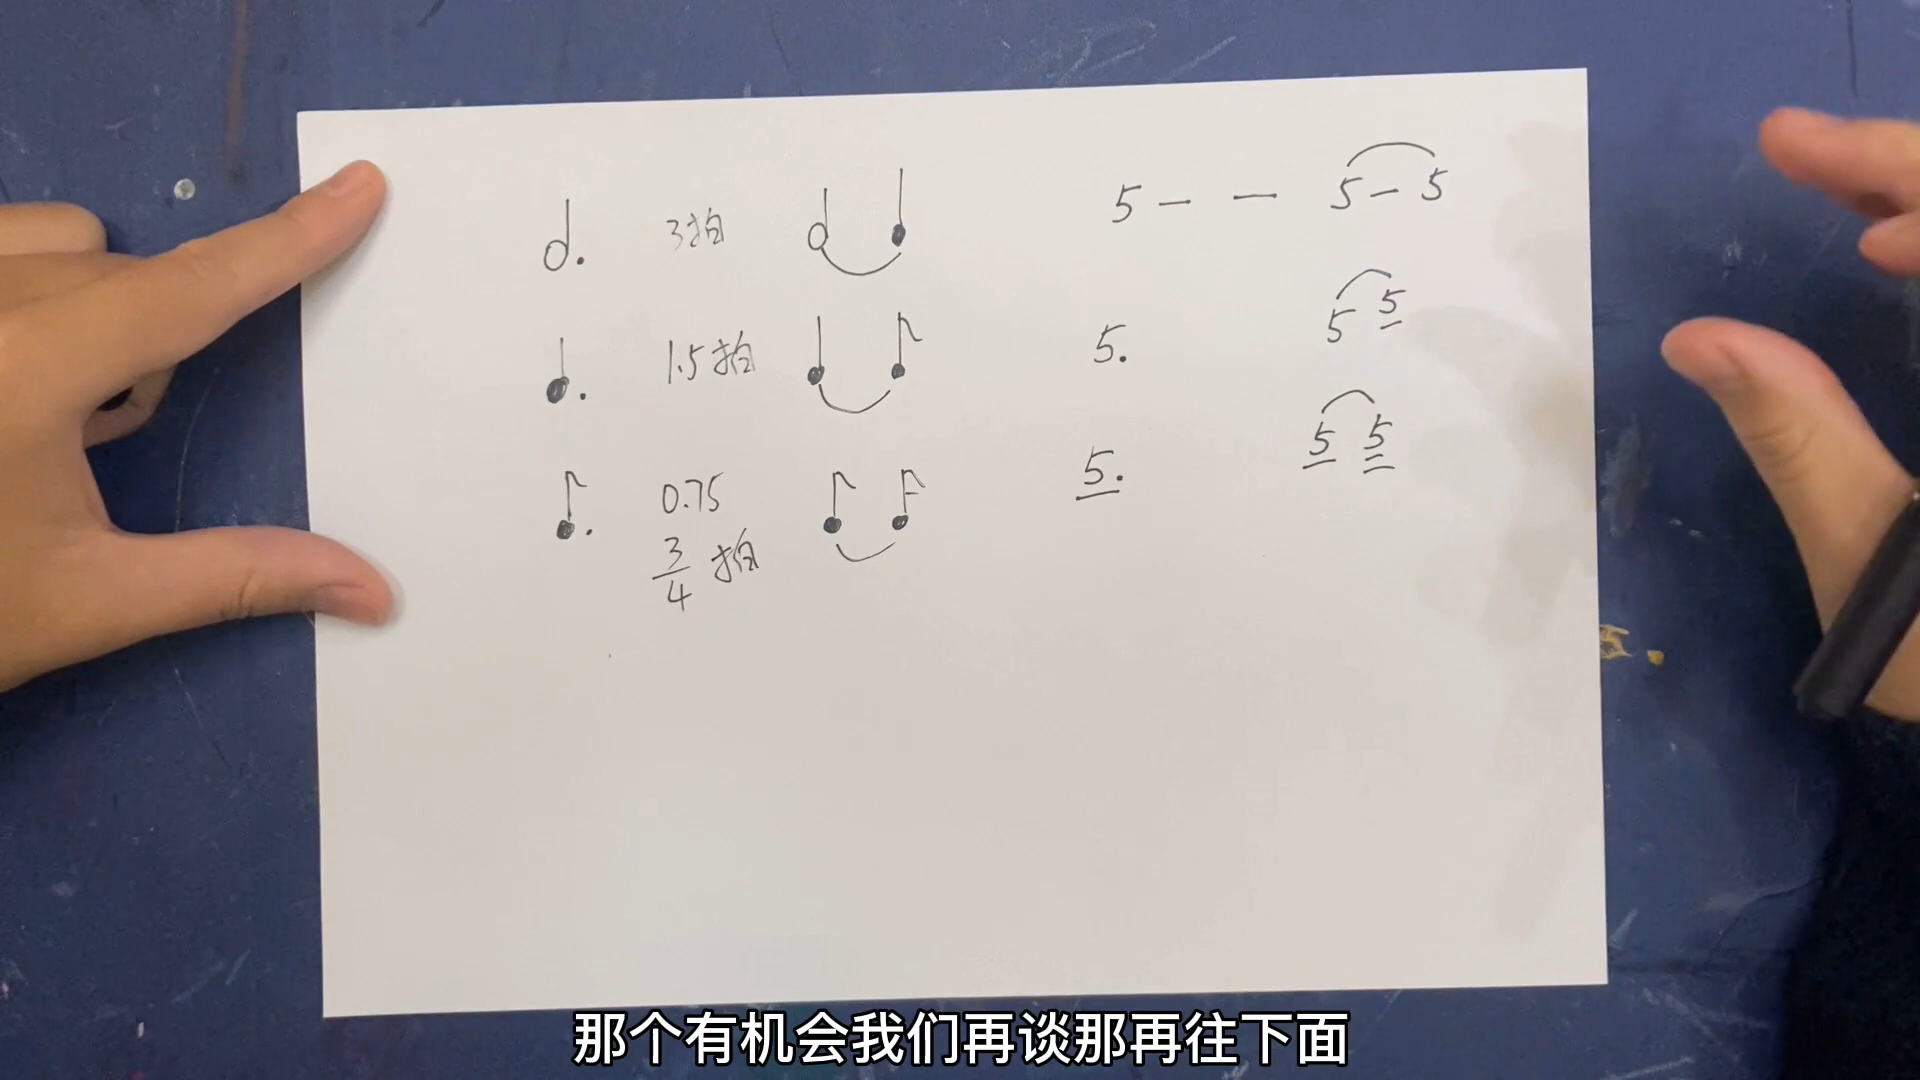 3拍 5 — — 5 — 5
1.5拍 5. 5 5
0.75 5. 5 5
3/4 拍
那个有机会我们再谈那再往下面